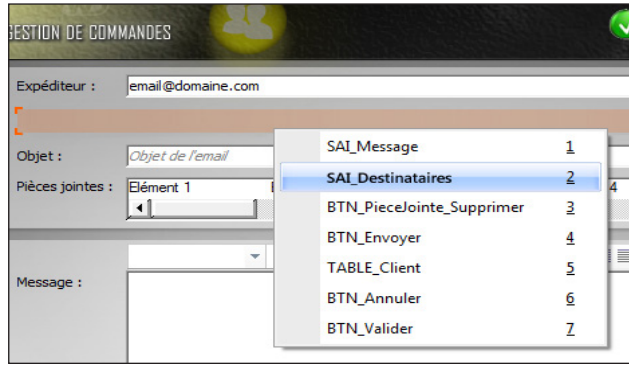 GESTION DE COMMANDES
Expéditeur :
email@domaine.com
Objet :
Objet de l'email
Pièces jointes :
Elément 1
4
Message :
SAI_Message 1
SAI_Destinataires 2
BTN_PieceJointe_Supprimer 3
BTN_Envoyer 4
TABLE_Client 5
BTN_Annuler 6
BTN_Valider 7